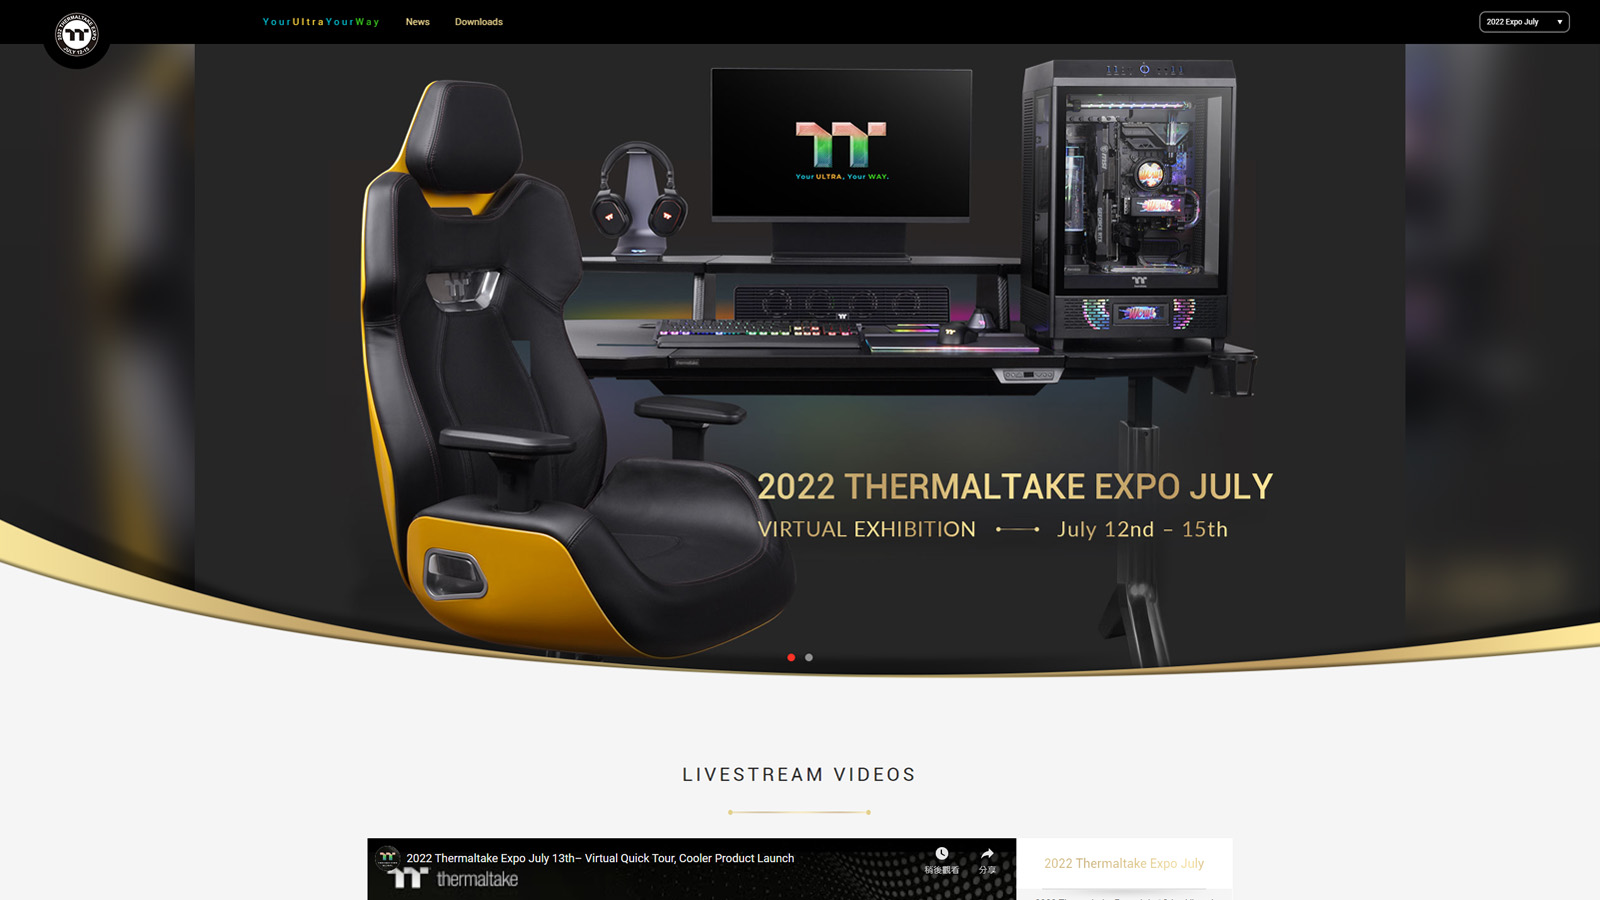 2022 THERMALTAKE EXPO
JULY 12-15
YourUltraYourWay
News
Downloads
2022 Expo July
Your ULTRA, Your WAY.
thermaltake
2022 THERMALTAKE EXPO JULY
VIRTUAL EXHIBITION
July 12nd – 15th
LIVESTREAM VIDEOS
2022 Thermaltake Expo July 13th– Virtual Quick Tour, Cooler Product Launch
稍後觀看
分享
thermaltake
2022 Thermaltake Expo July